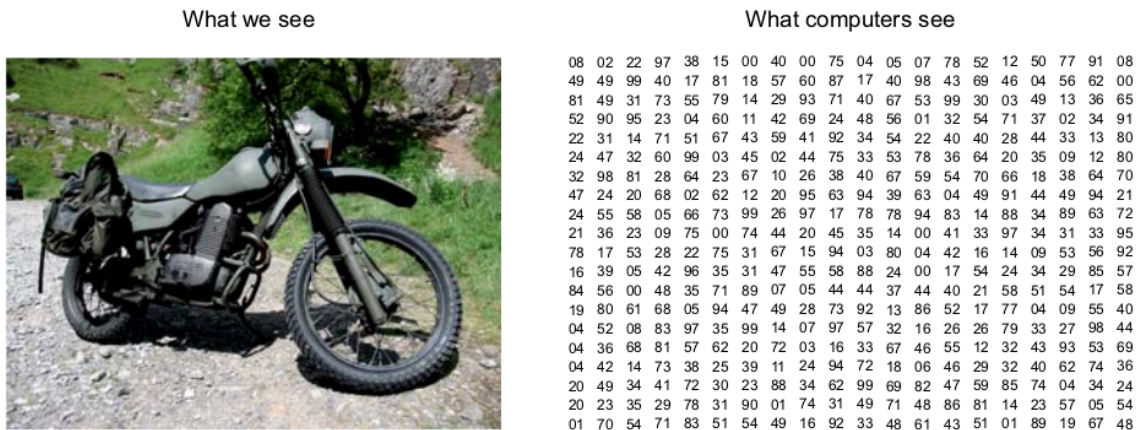 What we see
What computers see
08 02 22 97 38 15 00 40 00 75 04 05 07 78 52 12 50 77 91 08
49 49 99 40 17 81 18 57 60 87 17 40 98 43 69 46 04 56 62 00
81 49 31 73 55 79 14 29 93 71 40 67 53 99 30 03 49 13 36 65
52 90 95 23 04 60 11 42 69 24 48 56 01 32 54 71 37 02 34 91
22 31 14 71 51 67 43 59 41 92 34 54 22 40 40 28 44 33 13 80
24 47 32 60 99 03 45 02 44 75 33 53 78 36 64 20 35 09 12 80
32 98 81 28 64 23 67 10 26 38 40 67 59 54 70 66 18 38 64 70
47 24 20 68 02 62 12 20 95 63 94 39 63 04 49 91 44 49 94 21
24 55 58 05 66 73 99 26 97 17 78 78 94 83 14 88 34 89 63 72
21 36 23 09 75 00 74 44 20 45 35 14 00 41 33 97 34 31 33 95
78 17 53 28 22 75 31 67 15 94 03 80 04 42 16 14 09 53 56 92
16 39 05 42 96 35 31 47 55 58 88 24 00 17 54 24 34 29 85 57
84 56 00 48 35 71 89 07 05 44 44 37 44 40 21 58 51 54 17 58
19 80 61 68 05 94 47 49 28 73 92 13 86 52 17 77 04 09 55 40
04 52 08 83 97 35 99 14 07 97 57 32 16 26 26 79 33 27 98 44
04 36 68 81 57 62 20 72 03 16 33 67 46 55 12 32 43 93 53 69
04 42 14 73 38 25 39 11 24 94 72 18 06 46 29 32 40 62 74 36
20 49 34 41 72 30 23 88 34 62 99 69 82 47 59 85 74 04 34 24
20 23 35 29 78 31 90 01 74 31 49 71 48 86 81 14 23 57 05 54
01 70 54 71 83 51 54 49 16 92 33 48 61 43 51 01 89 19 67 48